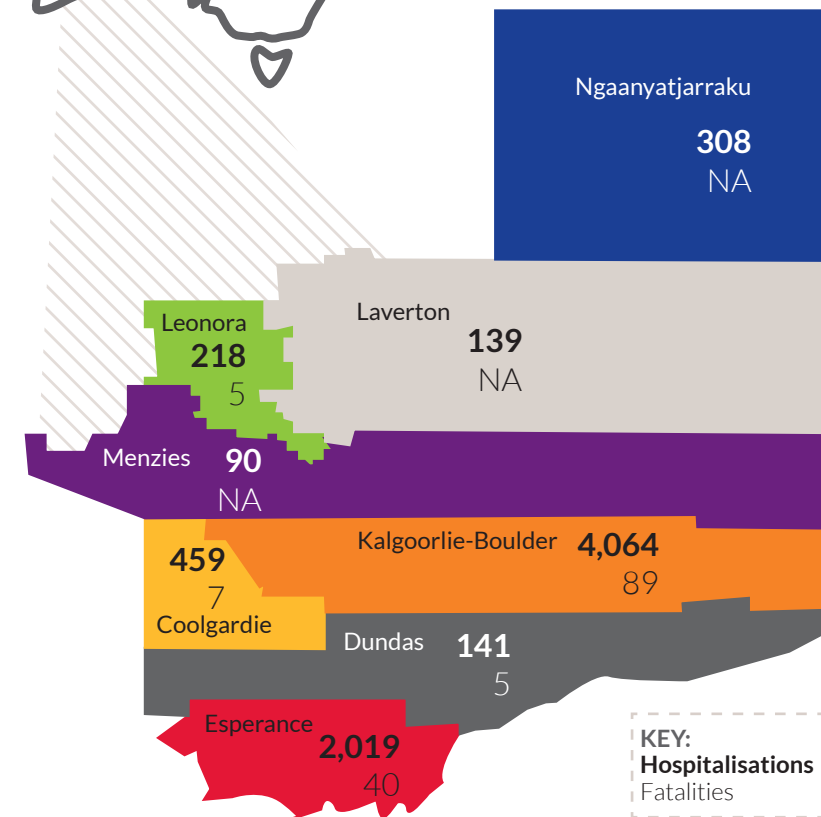 Ngaanyatjarraku
308
NA
Laverton
139
NA
Leonora
218
5
Menzies 90
NA
Kalgoorlie-Boulder 4,064
89
459
7
Coolgardie
Dundas 141
5
Esperance
2,019
40
KEY:
Hospitalisations
Fatalities